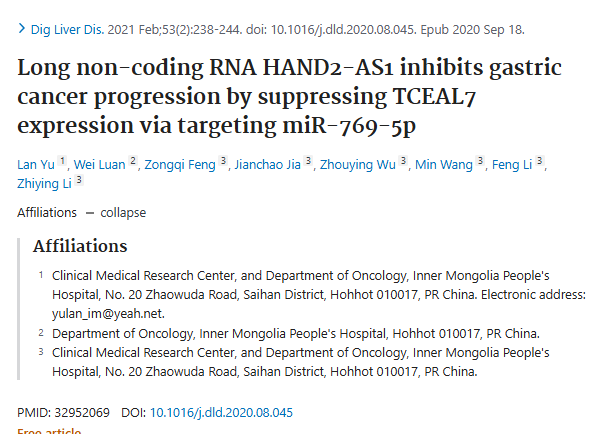 Dig Liver Dis. 2021 Feb;53(2):238-244. doi: 10.1016/j.dld.2020.08.045. Epub 2020 Sep 18.
Long non-coding RNA HAND2-AS1 inhibits gastric
cancer progression by suppressing TCEAL7
expression via targeting miR-769-5p
Lan Yu 1, Wei Luan 2, Zongqi Feng 3, Jianchao Jia 3, Zhouying Wu 3, Min Wang 3, Feng Li 3,
Zhiying Li 3
Affiliations — collapse
Affiliations
1 Clinical Medical Research Center, and Department of Oncology, Inner Mongolia People's
Hospital, No. 20 Zhaowuda Road, Saihan District, Hohhot 010017, PR China. Electronic address:
yulan_im@yeah.net.
2 Department of Oncology, Inner Mongolia People's Hospital, Hohhot 010017, PR China.
3 Clinical Medical Research Center, and Department of Oncology, Inner Mongolia People's
Hospital, No. 20 Zhaowuda Road, Saihan District, Hohhot 010017, PR China.
PMID: 32952069 DOI: 10.1016/j.dld.2020.08.045
Free article